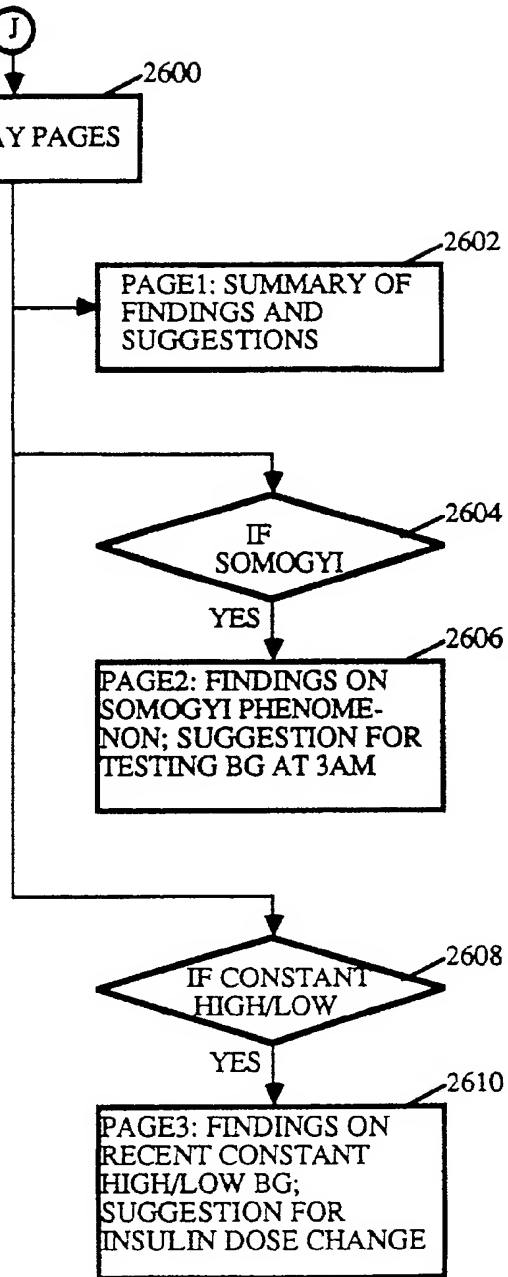 J
2600
AY PAGES
2602
PAGE1: SUMMARY OF
FINDINGS AND
SUGGESTIONS
2604
IF
SOMOGYI
YES
2606
PAGE2: FINDINGS ON
SOMOGYI PHENOME-
NON; SUGGESTION FOR
TESTING BG AT 3AM
2608
IF CONSTANT
HIGH/LOW
YES
2610
PAGE3: FINDINGS ON
RECENT CONSTANT
HIGH/LOW BG;
SUGGESTION FOR
INSULIN DOSE CHANGE